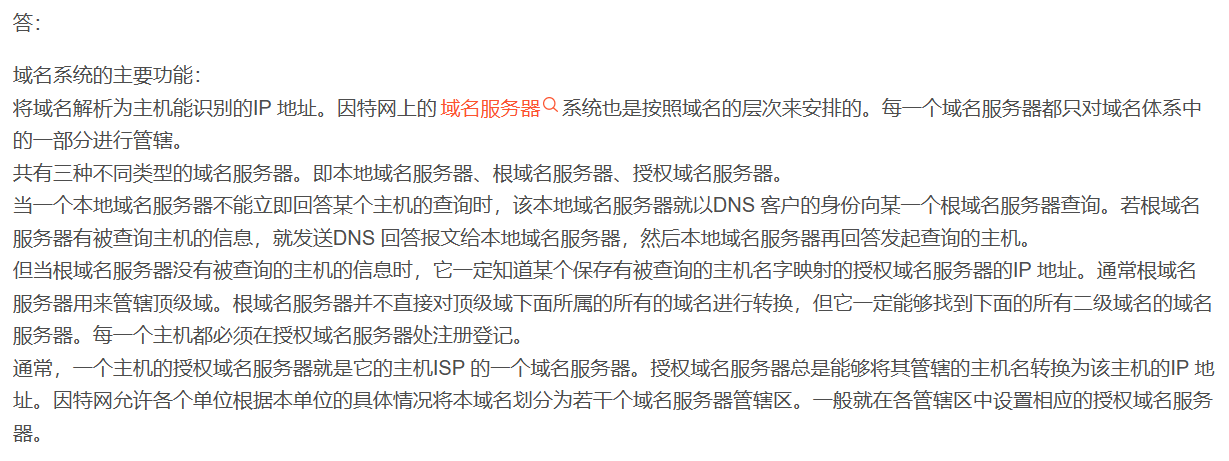 答：
域名系统的主要功能：
将域名解析为主机能识别的IP 地址。因特网上的 域名服务器 系统也是按照域名的层次来安排的。每一个域名服务器都只对域名体系中
的一部分进行管辖。
共有三种不同类型的域名服务器。即本地域名服务器、根域名服务器、授权域名服务器。
当一个本地域名服务器不能立即回答某个主机的查询时，该本地域名服务器就以DNS 客户的身份向某一个根域名服务器查询。若根域名
服务器有被查询主机的信息，就发送DNS 回答报文给本地域名服务器，然后本地域名服务器再回答发起查询的主机。
但当根域名服务器没有被查询的主机的信息时，它一定知道某个保存有被查询的主机名字映射的授权域名服务器的IP 地址。通常根域名
服务器用来管辖顶级域。根域名服务器并不直接对顶级域下面所属的所有的域名进行转换，但它一定能够找到下面的所有二级域名的域名
服务器。每一个主机都必须在授权域名服务器处注册登记。
通常，一个主机的授权域名服务器就是它的主机ISP 的一个域名服务器。授权域名服务器总是能够将其管辖的主机名转换为该主机的IP 地
址。因特网允许各个单位根据本单位的具体情况将本域名划分为若干个域名服务器管辖区。一般就在各管辖区中设置相应的授权域名服务
器。